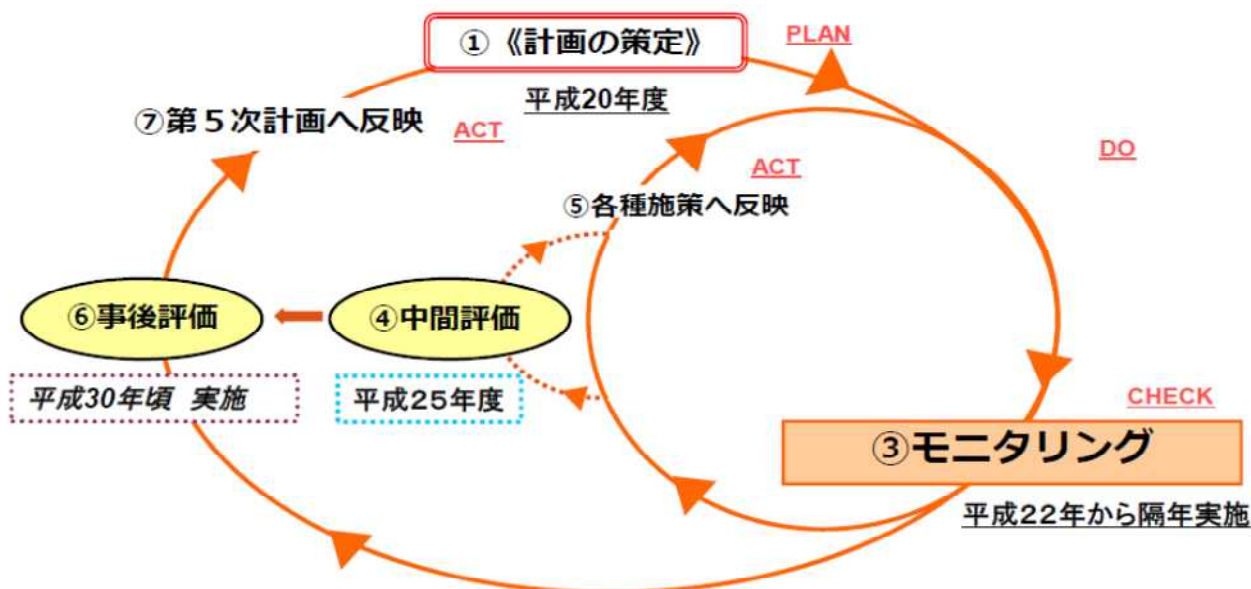 ①《計画の策定》
PLAN
平成20年度
⑦第５次計画へ反映
ACT
DO
ACT
⑤各種施策へ反映
⑥事後評価
④中間評価
平成30年頃 実施
平成２５年度
CHECK
③モニタリング
平成２２年から隔年実施